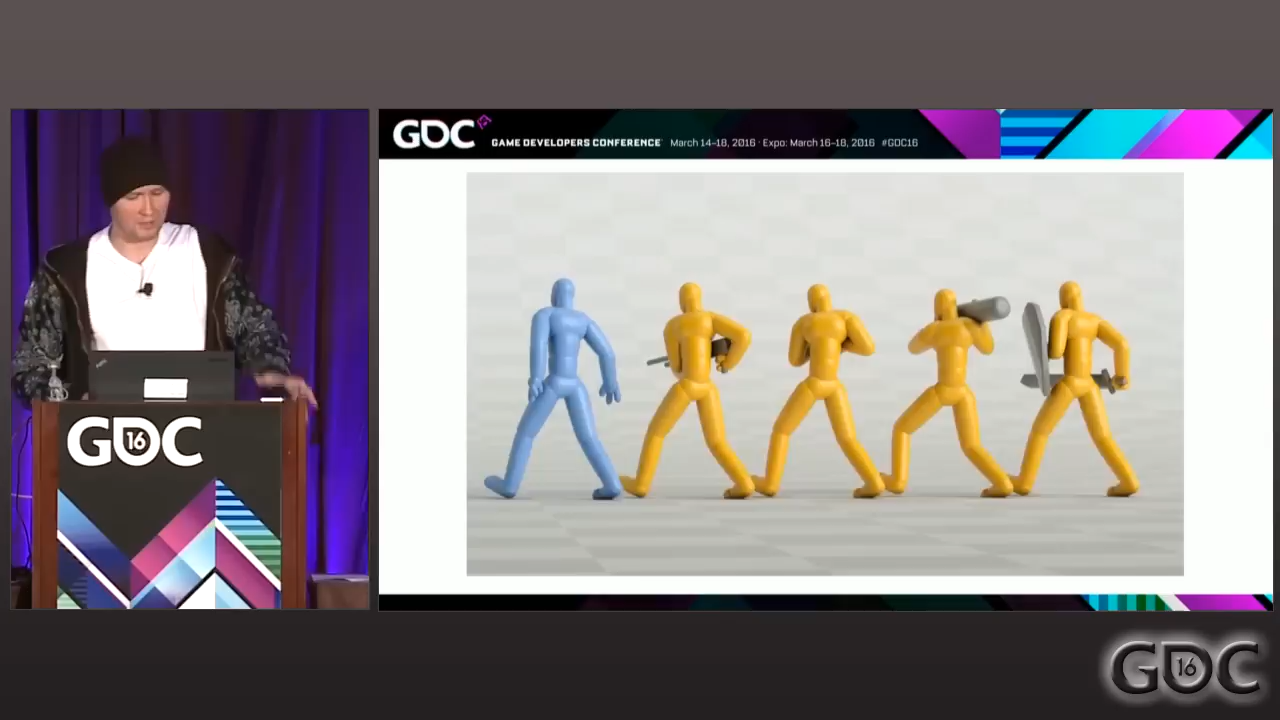 GDC
GAME DEVELOPERS CONFERENCE March 14–18, 2016 · Expo: March 16–18, 2016 #GDC16
GDC
16
GDC
16